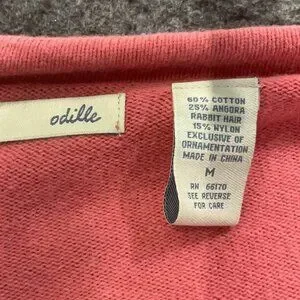 odille
60% COTTON
25% ANGORA
RABBIT HAIR
15% NYLON
EXCLUSIVE OF
ORNAMENTATION
MADE IN CHINA
M
RN 66170
SEE REVERSE
FOR CARE